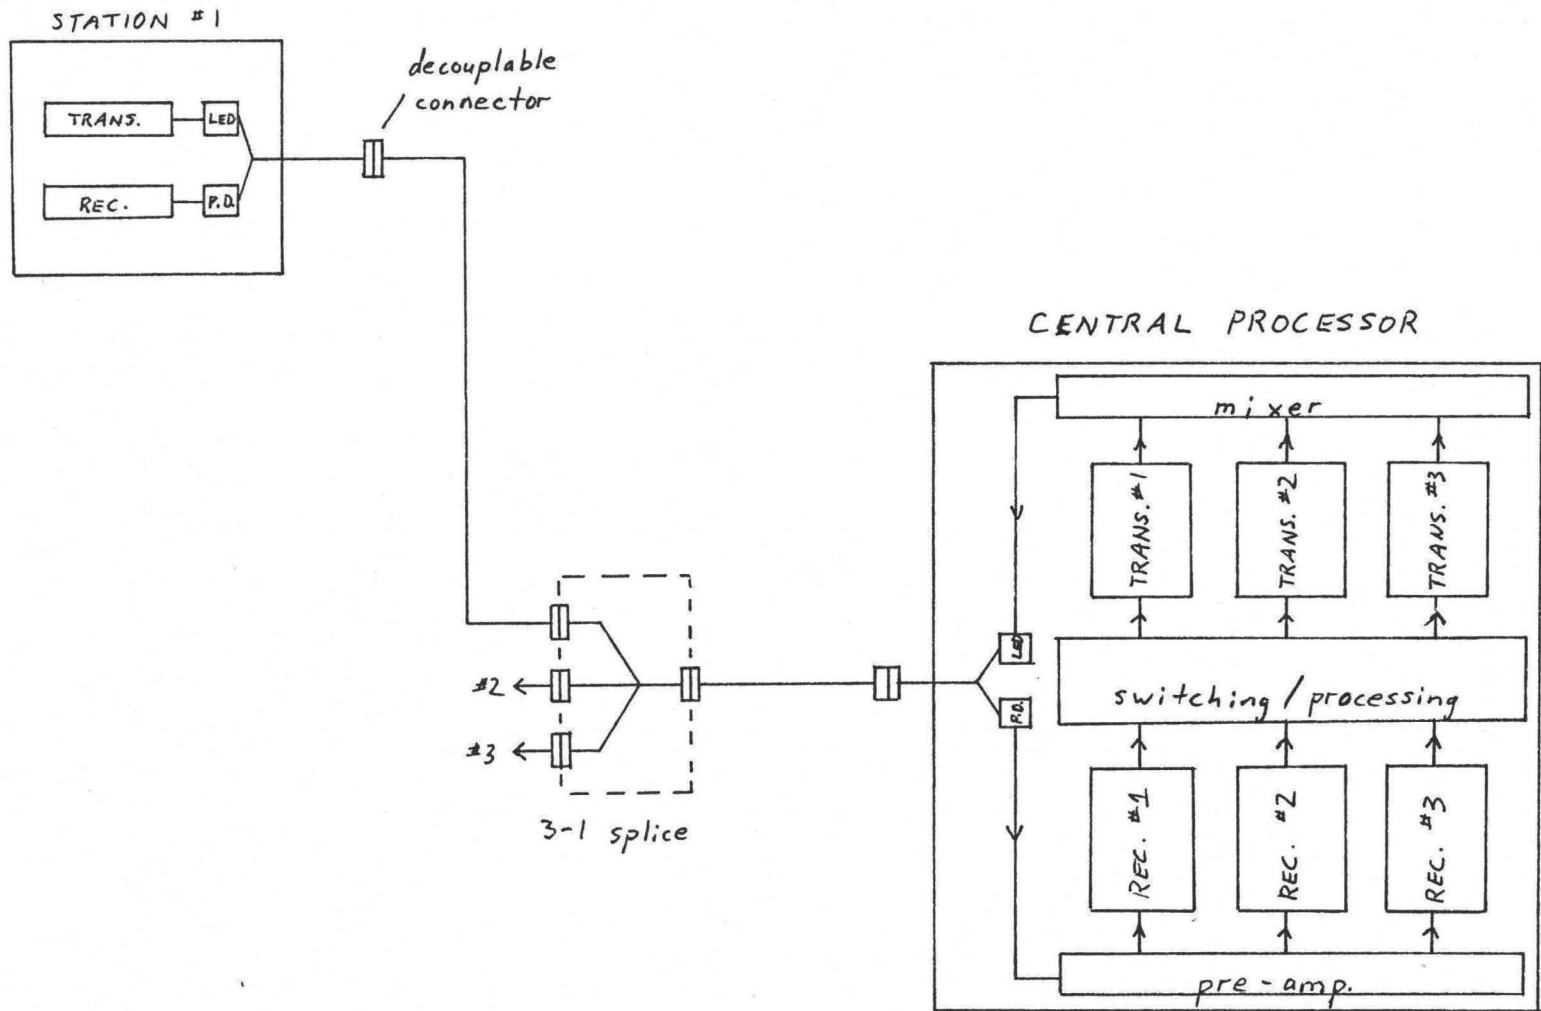 STATION #1
decouplable
connector
TRANS.
LED
REC.
P.D.
CENTRAL PROCESSOR
mixer
TRANS. #1
TRANS. #2
TRANS. #3
LED
#2
switching/processing
P.D.
#3
3-1 splice
REC. #1
REC. #2
REC. #3
pre-amp.